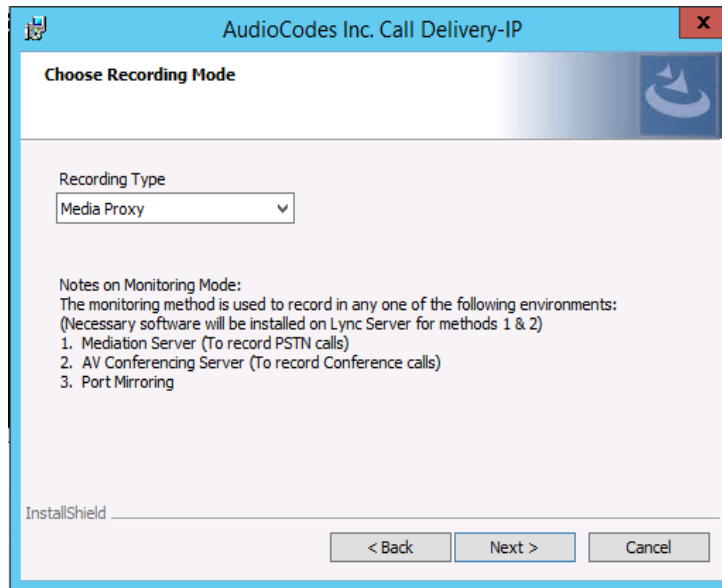 AudioCodes Inc. Call Delivery-IP
X
Choose Recording Mode
Recording Type
Media Proxy
Notes on Monitoring Mode:
The monitoring method is used to record in any one of the following environments:
(Necessary software will be installed on Lync Server for methods 1 & 2)
1. Mediation Server (To record PSTN calls)
2. AV Conferencing Server (To record Conference calls)
3. Port Mirroring
InstallShield
< Back Next > Cancel